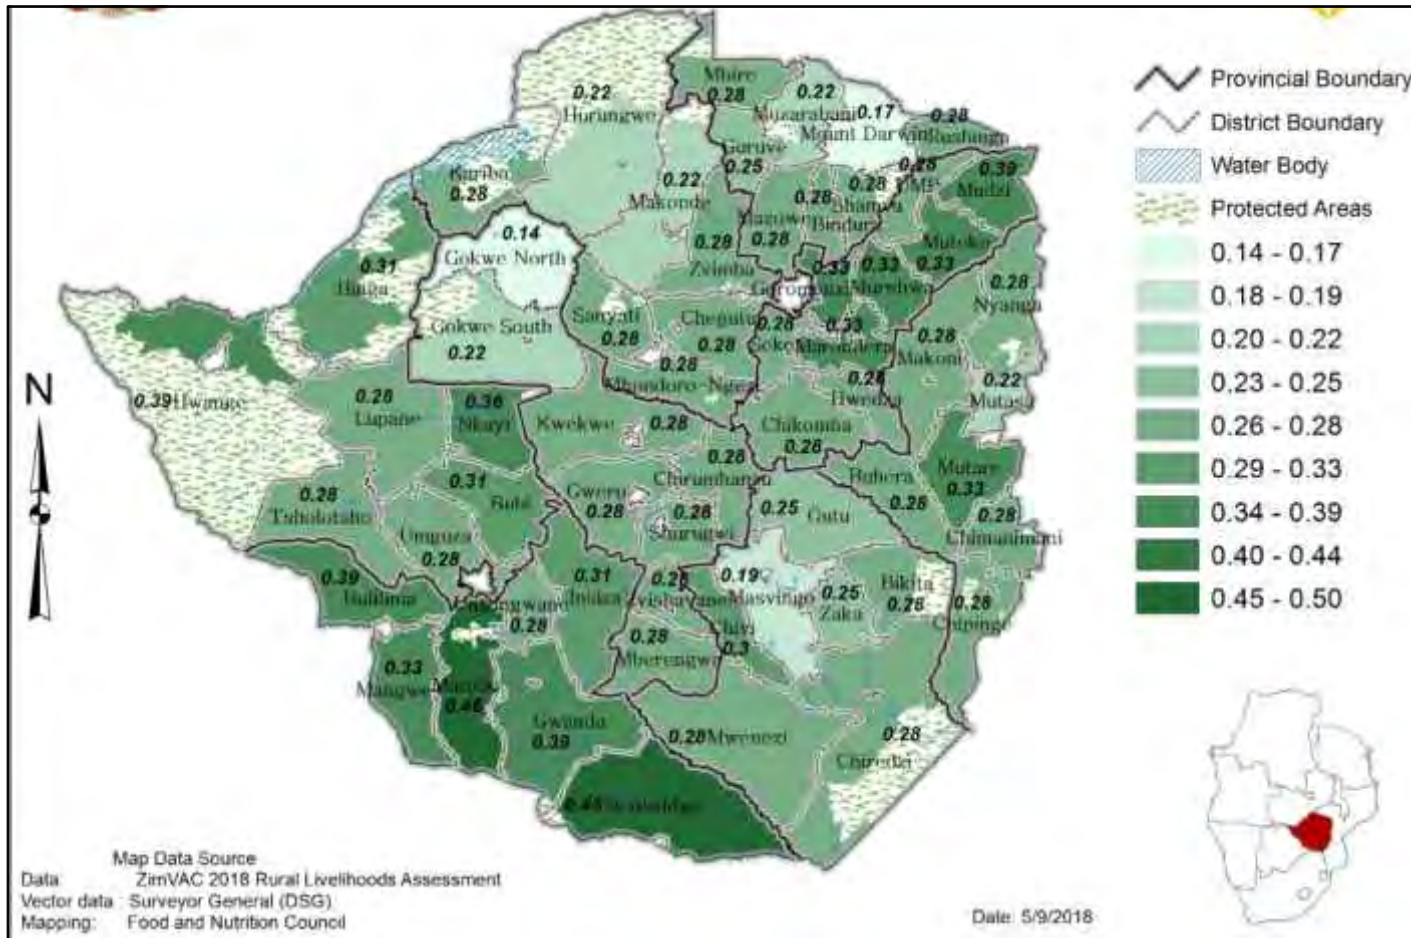 Provincial Boundary
District Boundary
Water Body
Protected Areas
0.14 - 0.17
0.18 - 0.19
0.20 - 0.22
0.23 - 0.25
0.26 - 0.28
0.29 - 0.33
0.34 - 0.39
0.40 - 0.44
0.45 - 0.50
N
Mbire
0.28
0.22
Muzarabani
0.17
Mount Darwin
0.28
Rushinga
0.22
Hurungwe
Guruve
0.25
0.28
0.39
Mudzi
Kariba
0.28
0.22
Makonde
0.28
Bindura
0.28
Shamva
Mazowe
0.28
Mutoko
0.33
0.14
Gokwe North
0.28
Zvimba
0.33
Goromonzi
0.33
0.28
Nyanga
0.31
Binga
Gokwe South
0.22
Sanyati
0.28
Chegutu
0.28
0.28
0.33
Marondera
0.28
Makoni
0.28
Mhondoro-Ngezi
0.28
Hwedza
0.22
Mutasa
0.39
Hwange
0.28
Lupane
0.36
Nkayi
Kwekwe
0.28
Chikomba
0.28
0.28
Chirumhanzu
Mutare
0.33
Buhera
0.28
0.28
Tsholotsho
0.31
Bubi
Gweru
0.28
0.28
Shurugwi
0.25
Gutu
0.28
Chimanimani
Umguza
0.28
0.39
Bulilima
0.31
Insiza
0.28
0.19
Masvingo
0.25
Zaka
Bikita
0.28
0.28
Chipinge
0.28
0.28
Mberengwa
Chivi
0.3
0.33
Mangwe
Gwanda
0.39
0.28
Mwenezi
0.28
Chiredzi
Map Data Source
Data: ZimVAC 2018 Rural Livelihoods Assessment
Vector data : Surveyor General (DSG)
Mapping: Food and Nutrition Council
Date: 5/9/2018